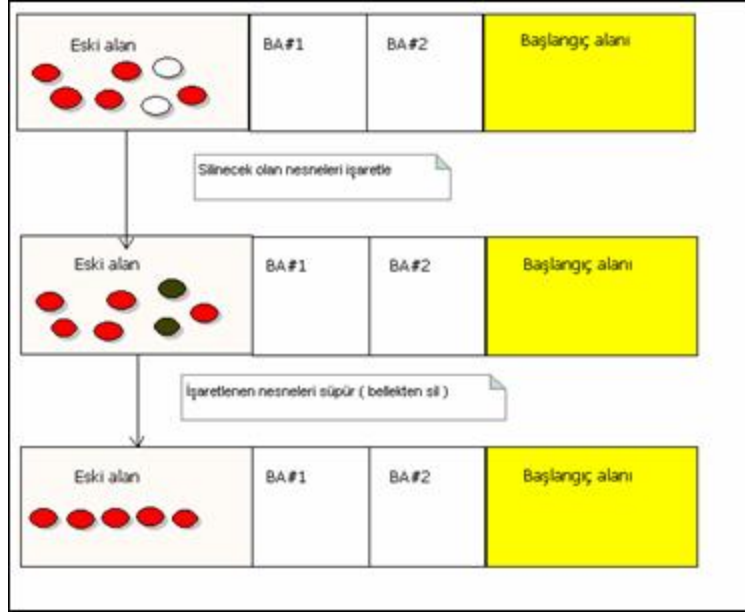 Eski alan
BA#1
BA#2
Başlangıç alanı
Silinecek olan nesneleri işaretle
Eski alan
BA#1
BA#2
Başlangıç alanı
İşaretlenen nesneleri süpür ( bellekten sil )
Eski alan
BA#1
BA#2
Başlangıç alanı